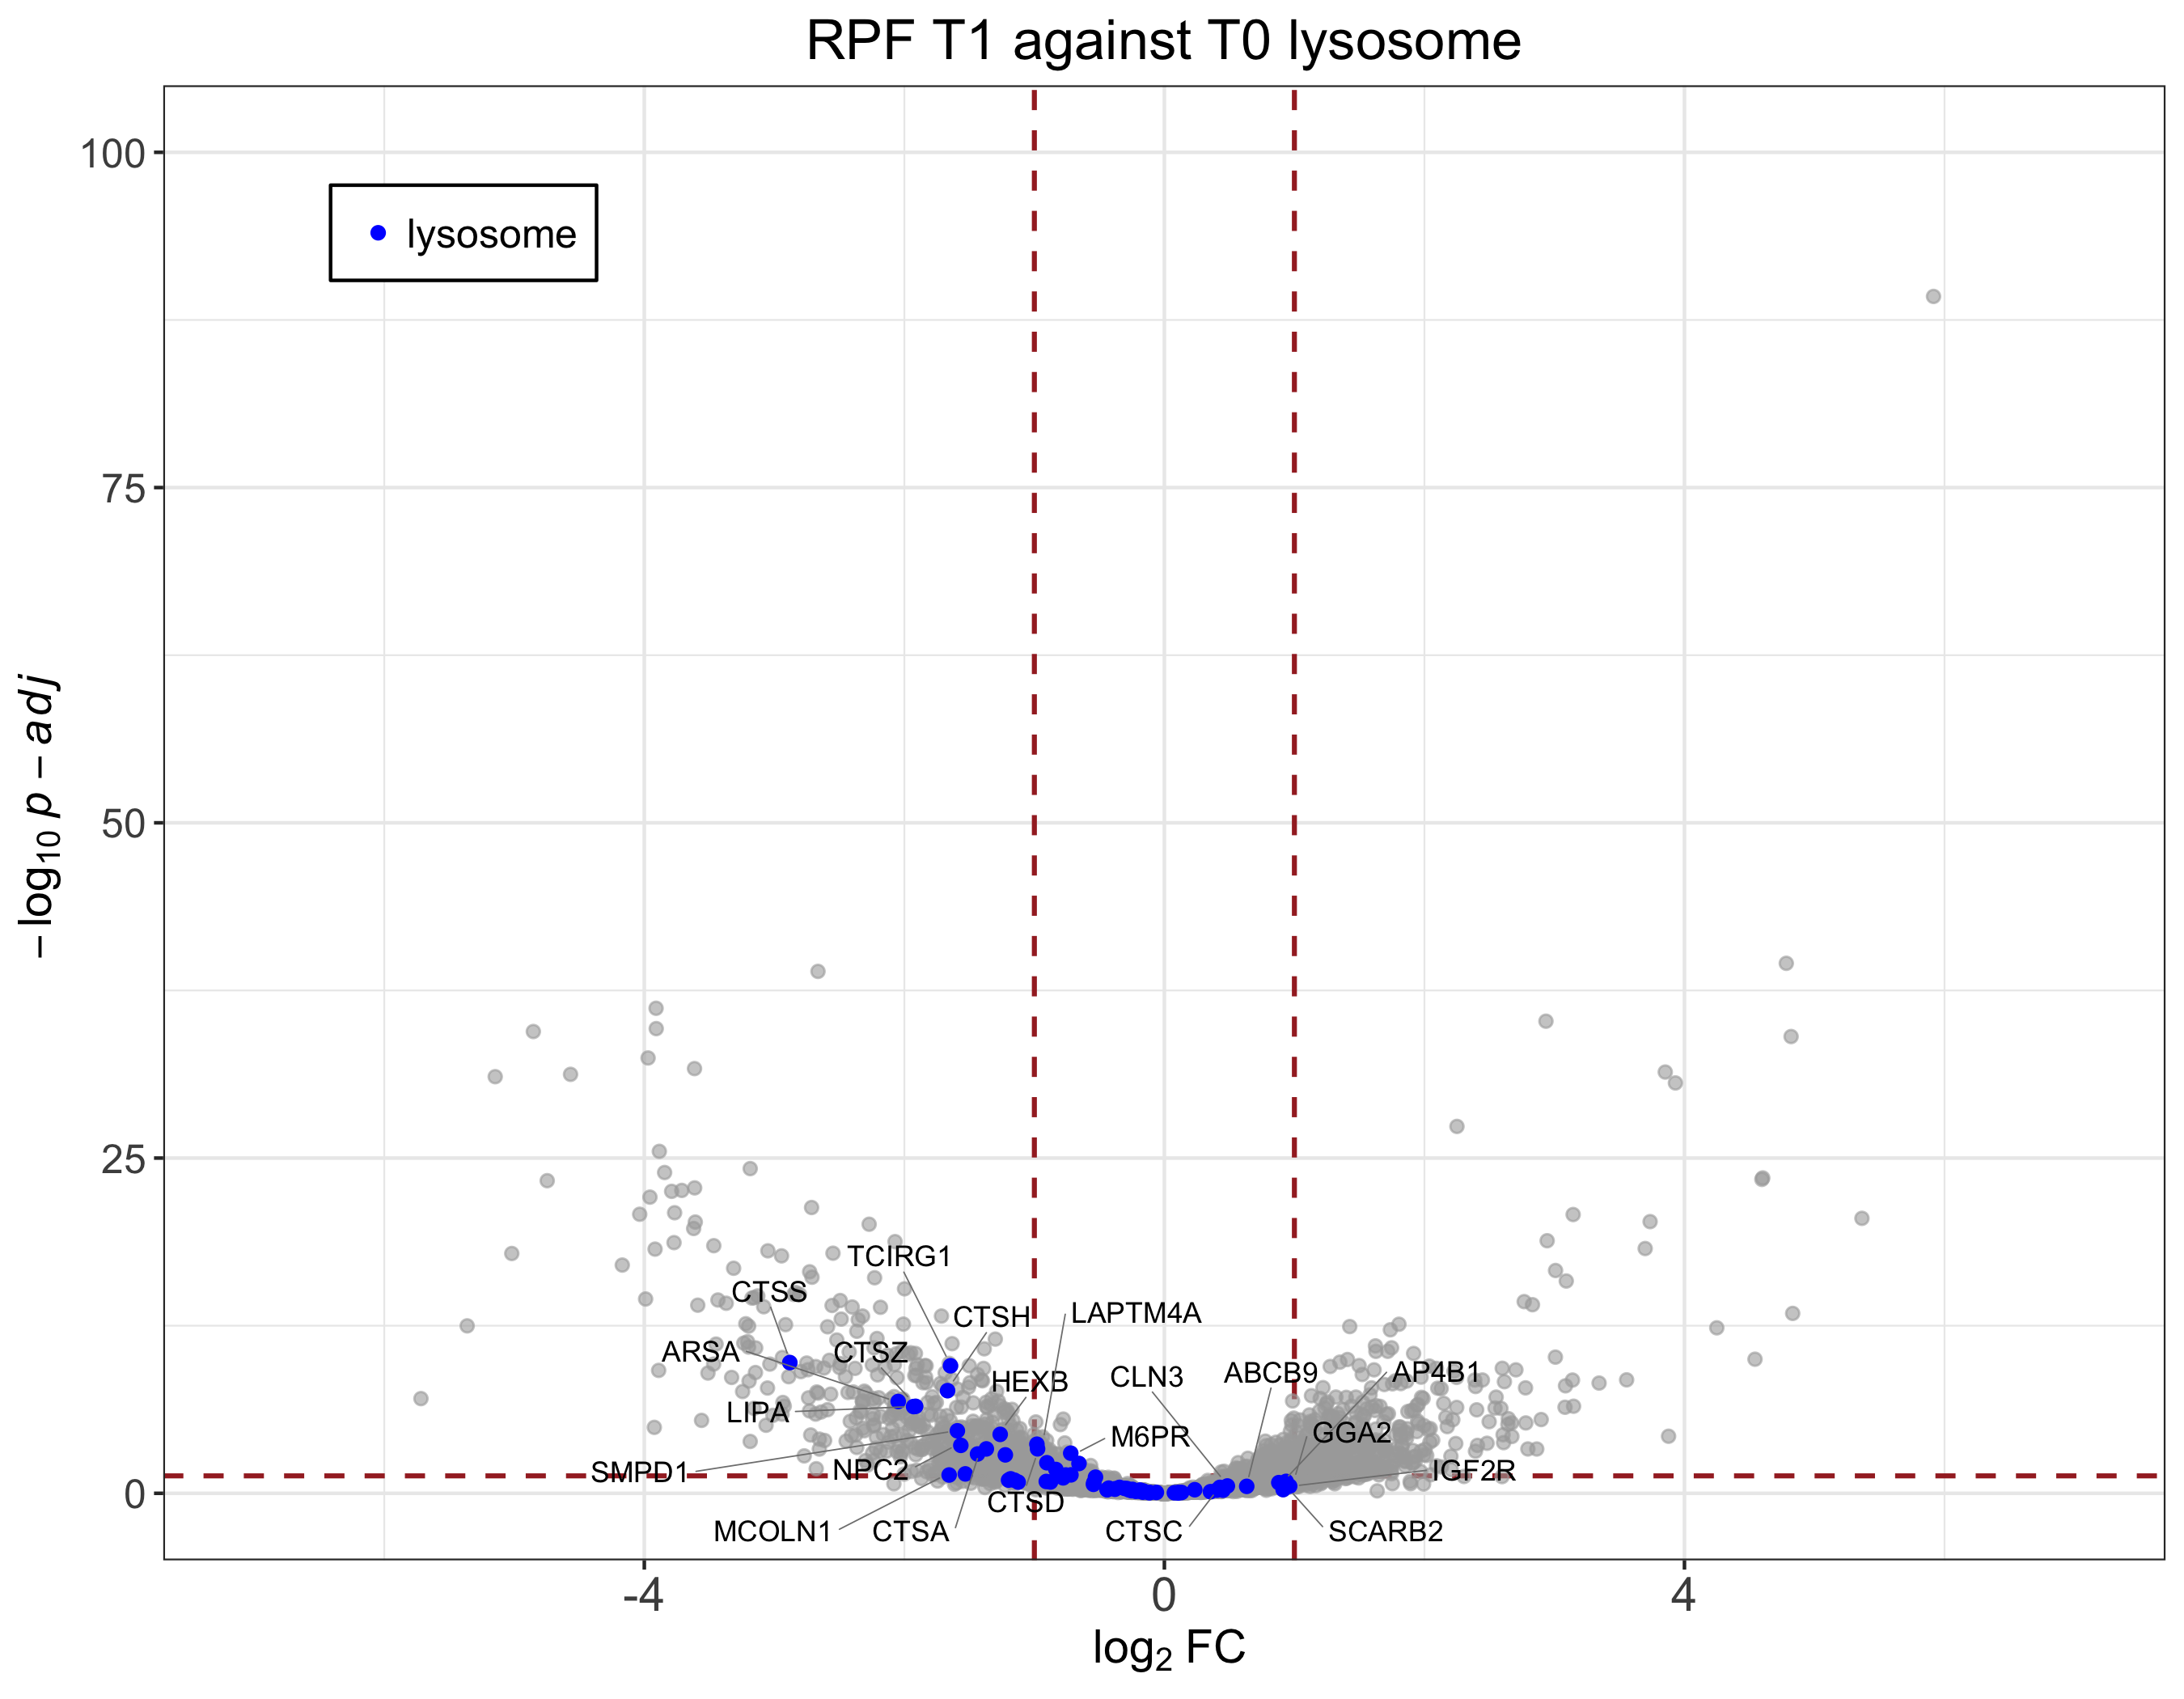 RPF T1 against T0 lysosome
100
lysosome
75
−log10 p − adj
50
25
TCIRG1
CTSS
CTSH
LAPTM4A
ARSA
CTSZ
HEXB
CLN3
ABCB9
AP4B1
LIPA
M6PR
GGA2
SMPD1
NPC2
IGF2R
0
CTSD
MCOLN1
CTSA
CTSC
SCARB2
-4
0
4
log2 FC